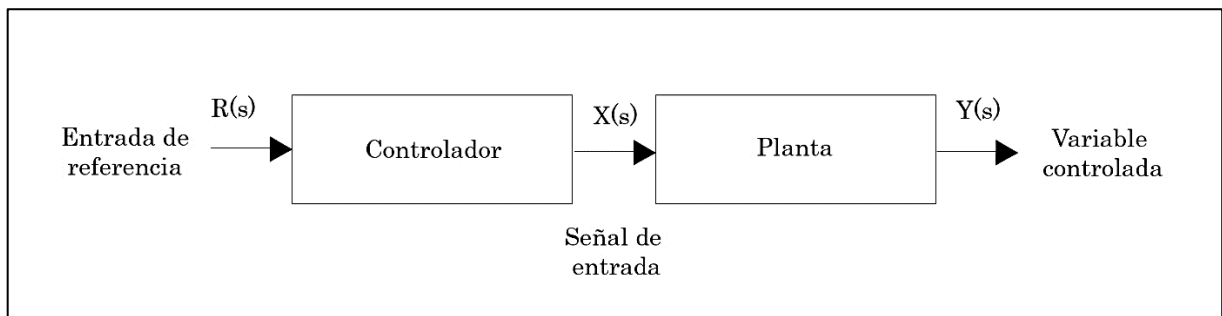 Entrada de
referencia
R(s)
Controlador
X(s)
Señal de
entrada
Planta
Y(s)
Variable
controlada